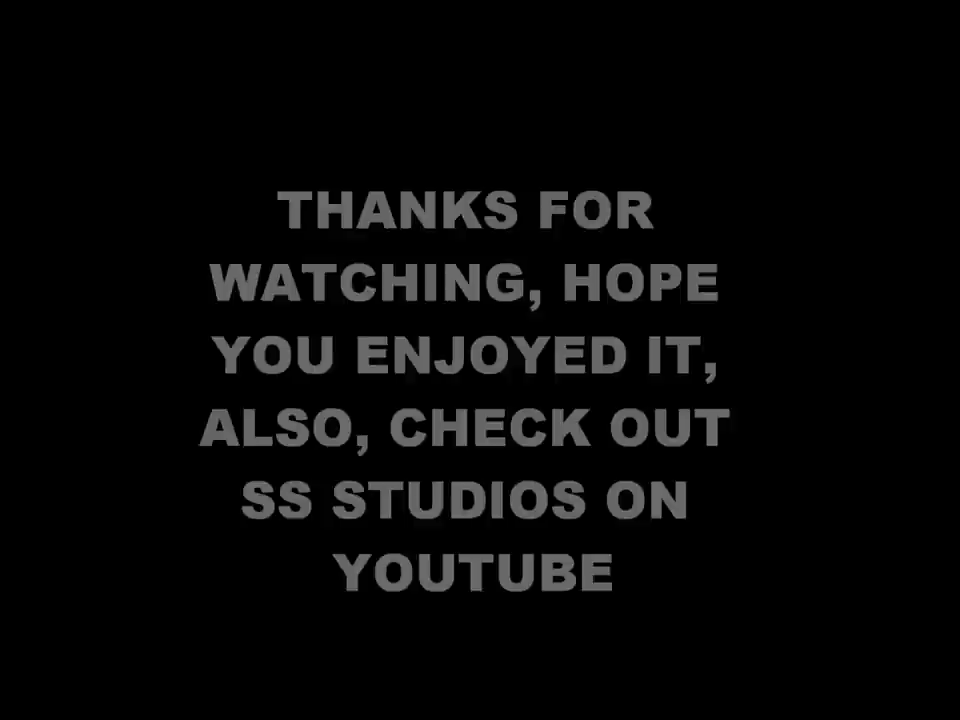 THANKS FOR
WATCHING, HOPE
YOU ENJOYED IT,
ALSO, CHECK OUT
SS STUDIOS ON
YOUTUBE